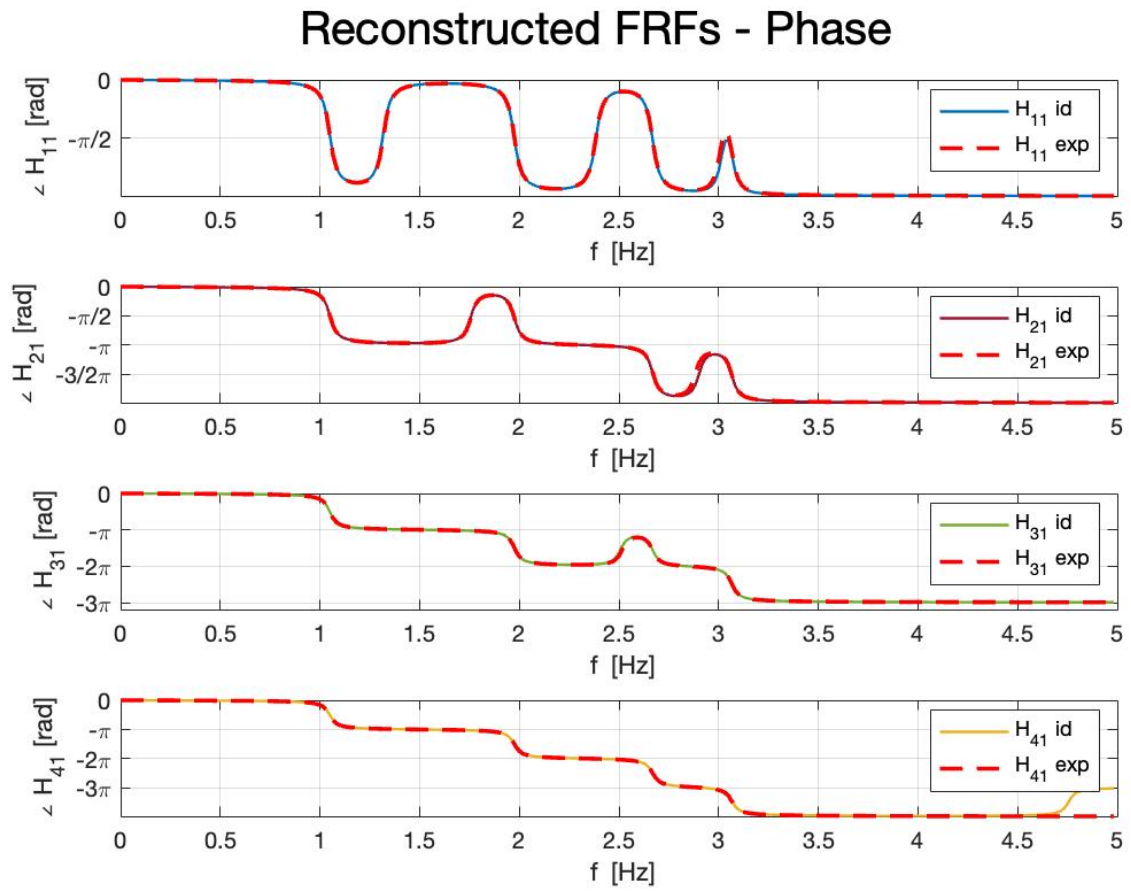 Reconstructed FRFs - Phase
∠ H₁₁ [rad]
0
-π/2
H₁₁ id
H₁₁ exp
0 0.5 1 1.5 2 2.5 3 3.5 4 4.5 5
f [Hz]
∠ H₂₁ [rad]
0
-π/2
-π
-3/2π
H₂₁ id
H₂₁ exp
0 0.5 1 1.5 2 2.5 3 3.5 4 4.5 5
f [Hz]
∠ H₃₁ [rad]
0
-π
-2π
-3π
H₃₁ id
H₃₁ exp
0 0.5 1 1.5 2 2.5 3 3.5 4 4.5 5
f [Hz]
∠ H₄₁ [rad]
0
-π
-2π
-3π
H₄₁ id
H₄₁ exp
0 0.5 1 1.5 2 2.5 3 3.5 4 4.5 5
f [Hz]